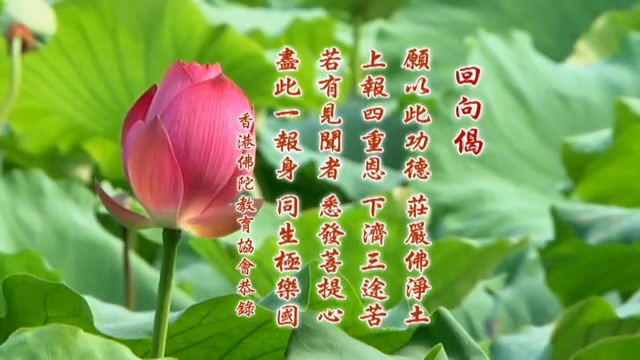 回向偈
願以此功德 莊嚴佛淨土
上報四重恩 下濟三途苦
若有見聞者 悉發菩提心
盡此一報身 同生極樂國
香港佛陀教育協會恭錄